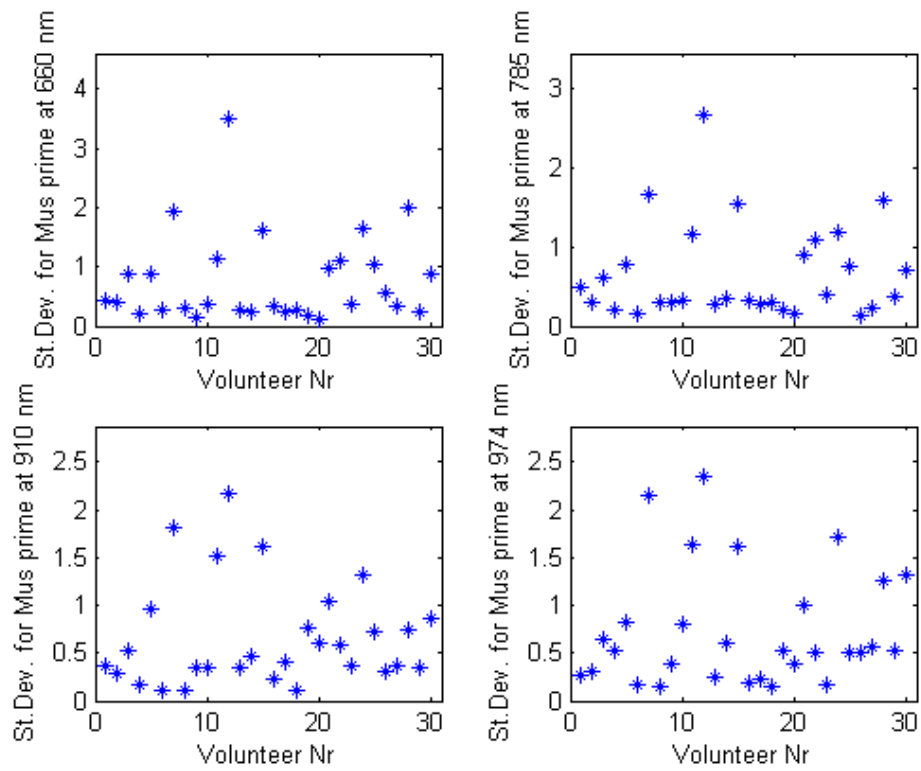 St.Dev. for Mus prime at 660 nm
4
3
2
1
0
0 10 20 30
Volunteer Nr
St.Dev. for Mus prime at 785 nm
3
2
1
0
0 10 20 30
Volunteer Nr
St.Dev. for Mus prime at 910 nm
2.5
2
1.5
1
0.5
0
0 10 20 30
Volunteer Nr
St.Dev. for Mus prime at 974 nm
2.5
2
1.5
1
0.5
0
0 10 20 30
Volunteer Nr